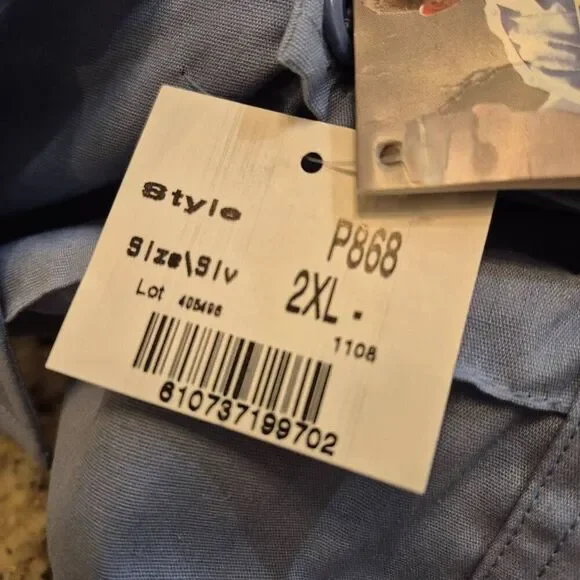 Style P868
Size\Slv 2XL -
Lot 405496 1108
610737199702